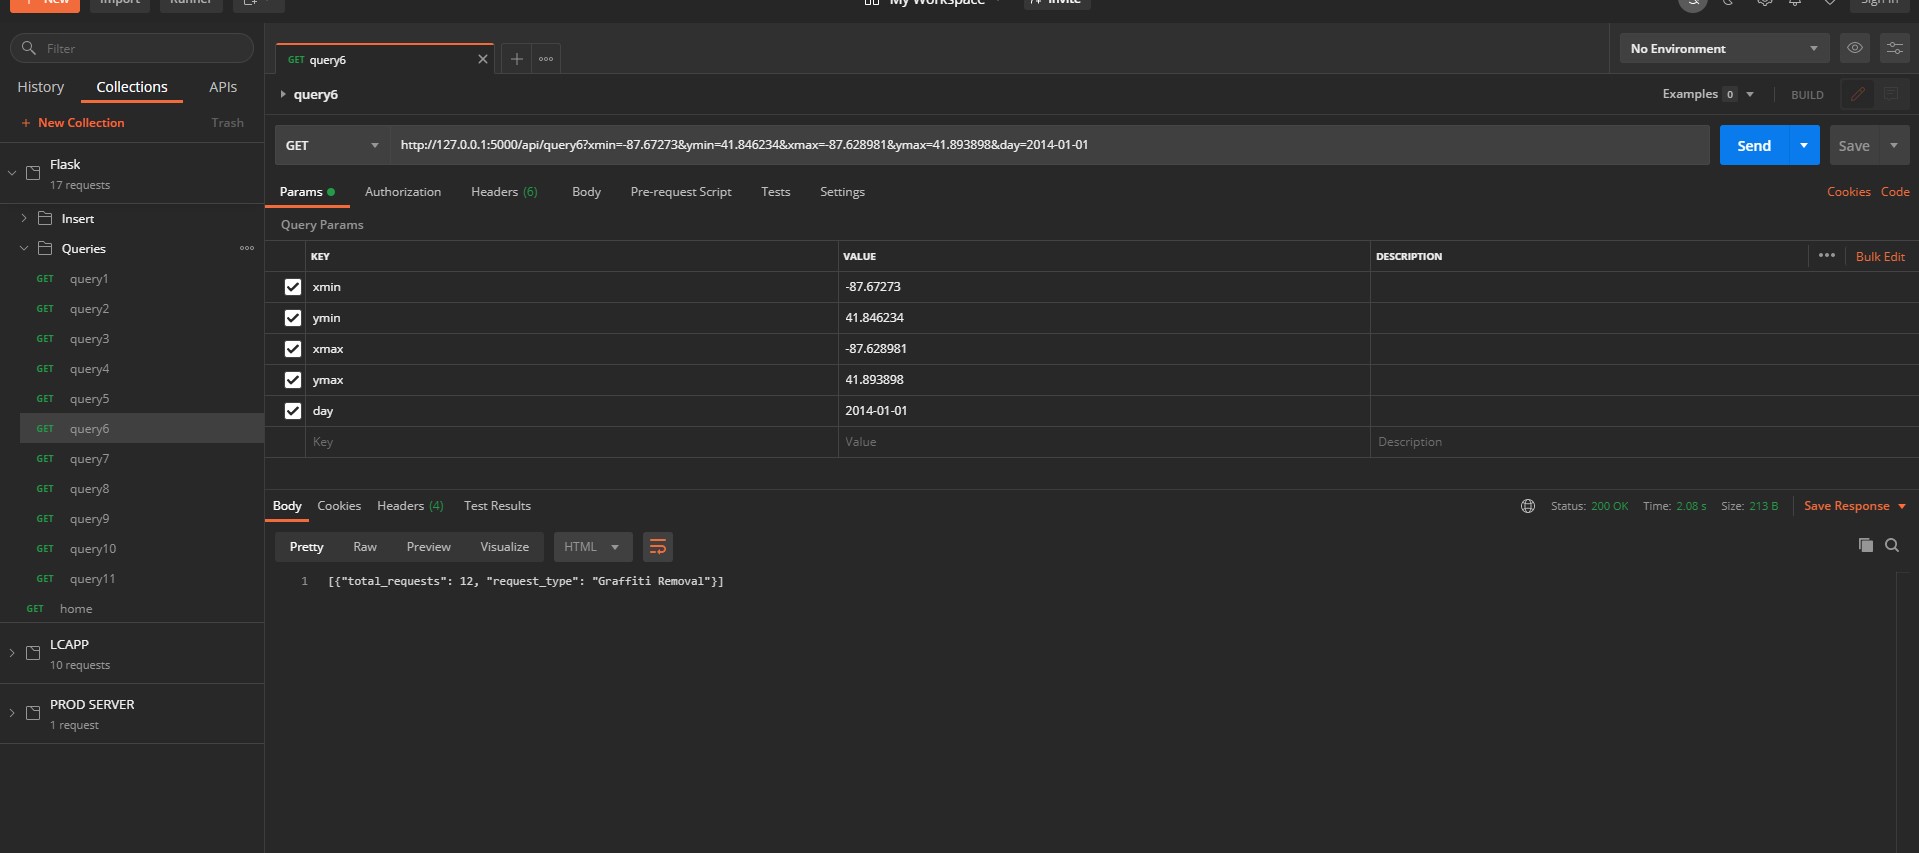 + New Import Runner My Workspace Invite Sign In
Filter
History Collections APIs
+ New Collection Trash
Flask
17 requests
Insert
Queries
GET query1
GET query2
GET query3
GET query4
GET query5
GET query6
GET query7
GET query8
GET query9
GET query10
GET query11
GET home
LCAPP
10 requests
PROD SERVER
1 request
GET query6
No Environment
query6
Examples 0 BUILD
GET http://127.0.0.1:5000/api/query6?xmin=-87.67273&ymin=41.846234&xmax=-87.628981&ymax=41.893898&day=2014-01-01 Send Save
Params Authorization Headers (6) Body Pre-request Script Tests Settings Cookies Code
Query Params
KEY VALUE DESCRIPTION Bulk Edit
xmin -87.67273
ymin 41.846234
xmax -87.628981
ymax 41.893898
day 2014-01-01
Key Value Description
Body Cookies Headers (4) Test Results Status: 200 OK Time: 2.08 s Size: 213 B Save Response
Pretty Raw Preview Visualize HTML
1 [{"total_requests": 12, "request_type": "Graffiti Removal"}]